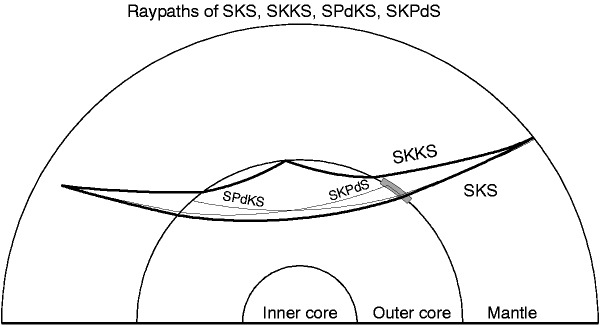 Raypaths of SKS, SKKS, SPdKS, SKPdS
SKKS
SPdKS
SKPdS
SKS
Inner core
Outer core
Mantle